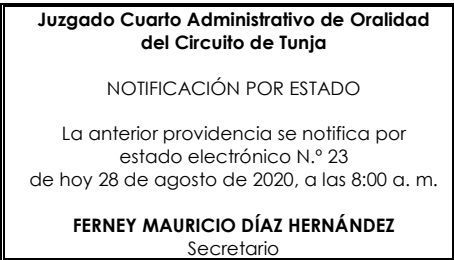 Juzgado Cuarto Administrativo de Oralidad
del Circuito de Tunja
NOTIFICACIÓN POR ESTADO
La anterior providencia se notifica por
estado electrónico N.º 23
de hoy 28 de agosto de 2020, a las 8:00 a. m.
FERNEY MAURICIO DÍAZ HERNÁNDEZ
Secretario